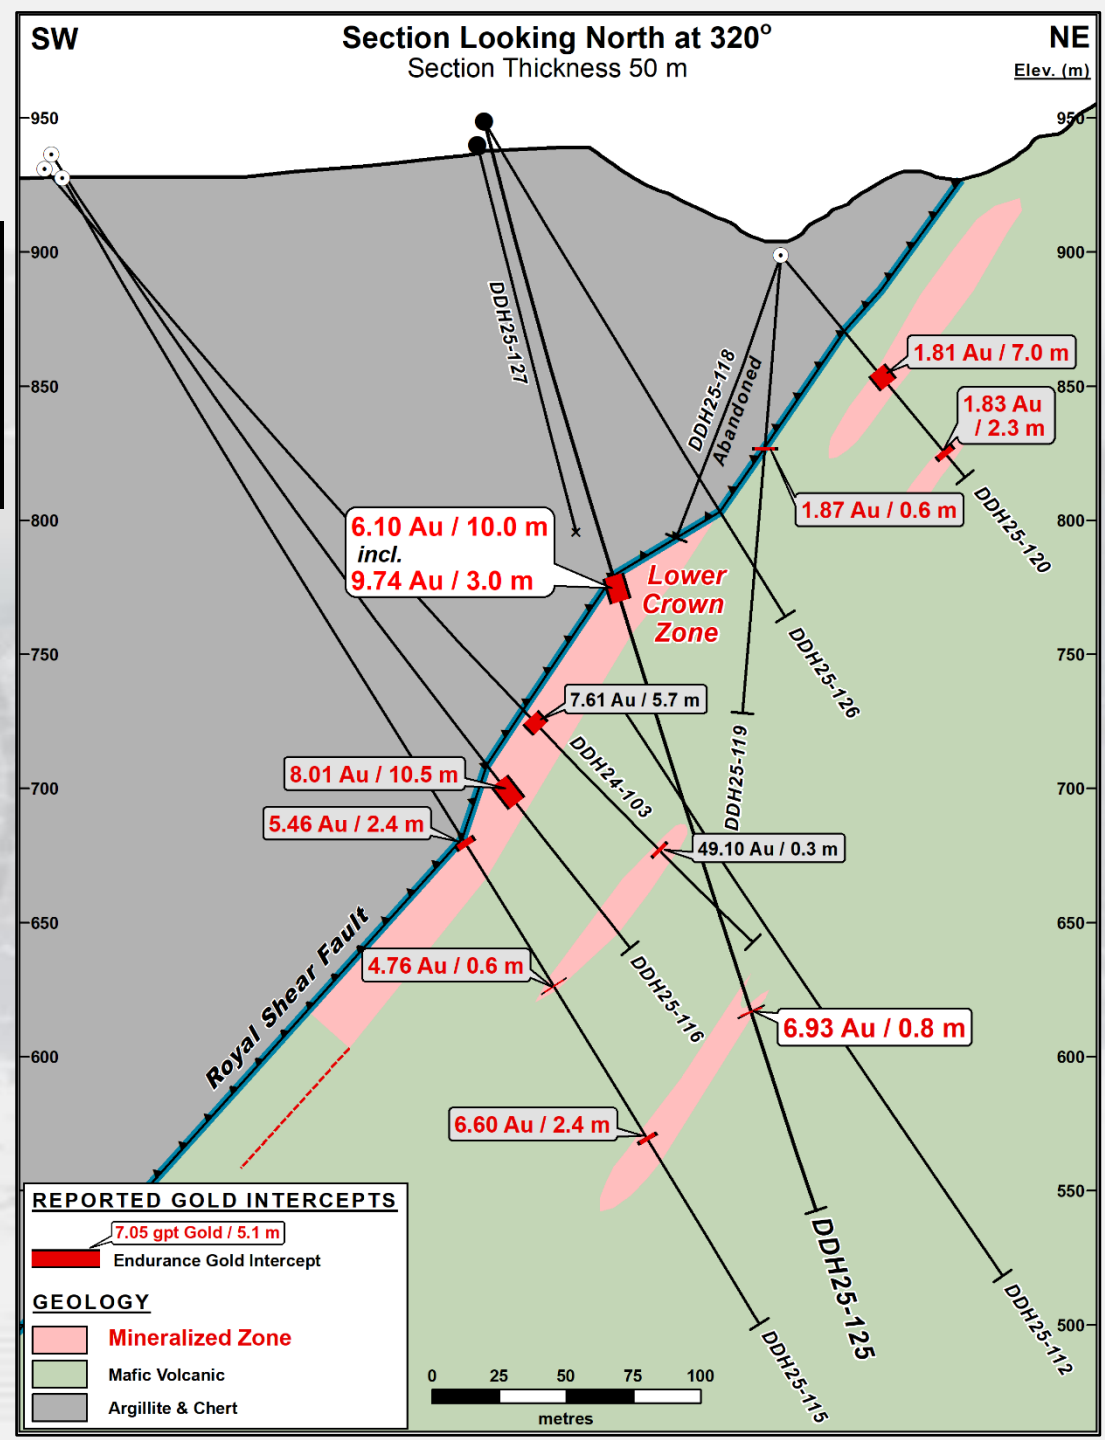 SW
Section Looking North at 320°
NE
Section Thickness 50 m
Elev. (m)
950
950
900
900
DDH25-127
DDH25-118
Abandoned
1.81 Au / 7.0 m
850
850
1.83 Au
/ 2.3 m
1.87 Au / 0.6 m
DDH25-120
800
800
6.10 Au / 10.0 m
incl.
9.74 Au / 3.0 m
Lower
Crown
Zone
750
750
DDH25-126
7.61 Au / 5.7 m
DDH24-103
DDH25-119
8.01 Au / 10.5 m
700
700
5.46 Au / 2.4 m
49.10 Au / 0.3 m
650
650
Royal Shear Fault
4.76 Au / 0.6 m
DDH25-116
6.93 Au / 0.8 m
600
600
6.60 Au / 2.4 m
550
DDH25-125
DDH25-112
500
DDH25-115
REPORTED GOLD INTERCEPTS
7.05 gpt Gold / 5.1 m
Endurance Gold Intercept
GEOLOGY
Mineralized Zone
Mafic Volcanic
Argillite & Chert
0 25 50 75 100
metres